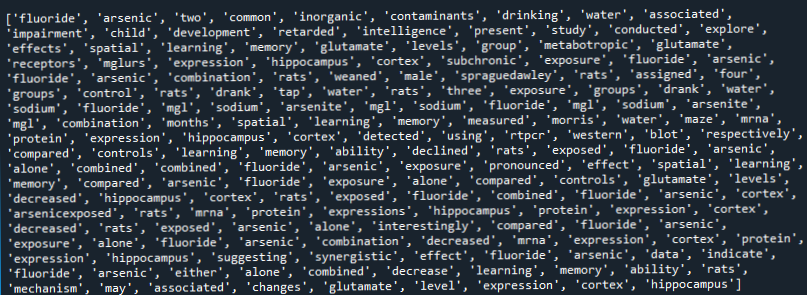 ['fluoride', 'arsenic', 'two', 'common', 'inorganic', 'contaminants', 'drinking', 'water', 'associated',
'impairment', 'child', 'development', 'retarded', 'intelligence', 'present', 'study', 'conducted', 'explore',
'effects', 'spatial', 'learning', 'memory', 'glutamate', 'levels', 'group', 'metabotropic', 'glutamate',
'receptors', 'mglurs', 'expression', 'hippocampus', 'cortex', 'subchronic', 'exposure', 'fluoride', 'arsenic',
'fluoride', 'arsenic', 'combination', 'rats', 'weaned', 'male', 'spraguedawley', 'rats', 'assigned', 'four',
'groups', 'control', 'rats', 'drank', 'tap', 'water', 'rats', 'three', 'exposure', 'groups', 'drank', 'water',
'sodium', 'fluoride', 'mgl', 'sodium', 'arsenite', 'mgl', 'sodium', 'fluoride', 'mgl', 'sodium', 'arsenite',
'mgl', 'combination', 'months', 'spatial', 'learning', 'memory', 'measured', 'morris', 'water', 'maze', 'mrna',
'protein', 'expression', 'hippocampus', 'cortex', 'detected', 'using', 'rtpcr', 'western', 'blot', 'respectively',
'compared', 'controls', 'learning', 'memory', 'ability', 'declined', 'rats', 'exposed', 'fluoride', 'arsenic',
'alone', 'combined', 'combined', 'fluoride', 'arsenic', 'exposure', 'pronounced', 'effect', 'spatial', 'learning',
'memory', 'compared', 'arsenic', 'fluoride', 'exposure', 'alone', 'compared', 'controls', 'glutamate', 'levels',
'decreased', 'hippocampus', 'cortex', 'rats', 'exposed', 'fluoride', 'combined', 'fluoride', 'arsenic', 'cortex',
'arsenicexposed', 'rats', 'mrna', 'protein', 'expressions', 'hippocampus', 'protein', 'expression', 'cortex',
'decreased', 'rats', 'exposed', 'arsenic', 'alone', 'interestingly', 'compared', 'fluoride', 'arsenic',
'exposure', 'alone', 'fluoride', 'arsenic', 'combination', 'decreased', 'mrna', 'expression', 'cortex', 'protein',
'expression', 'hippocampus', 'suggesting', 'synergistic', 'effect', 'fluoride', 'arsenic', 'data', 'indicate',
'fluoride', 'arsenic', 'either', 'alone', 'combined', 'decrease', 'learning', 'memory', 'ability', 'rats',
'mechanism', 'may', 'associated', 'changes', 'glutamate', 'level', 'expression', 'cortex', 'hippocampus']